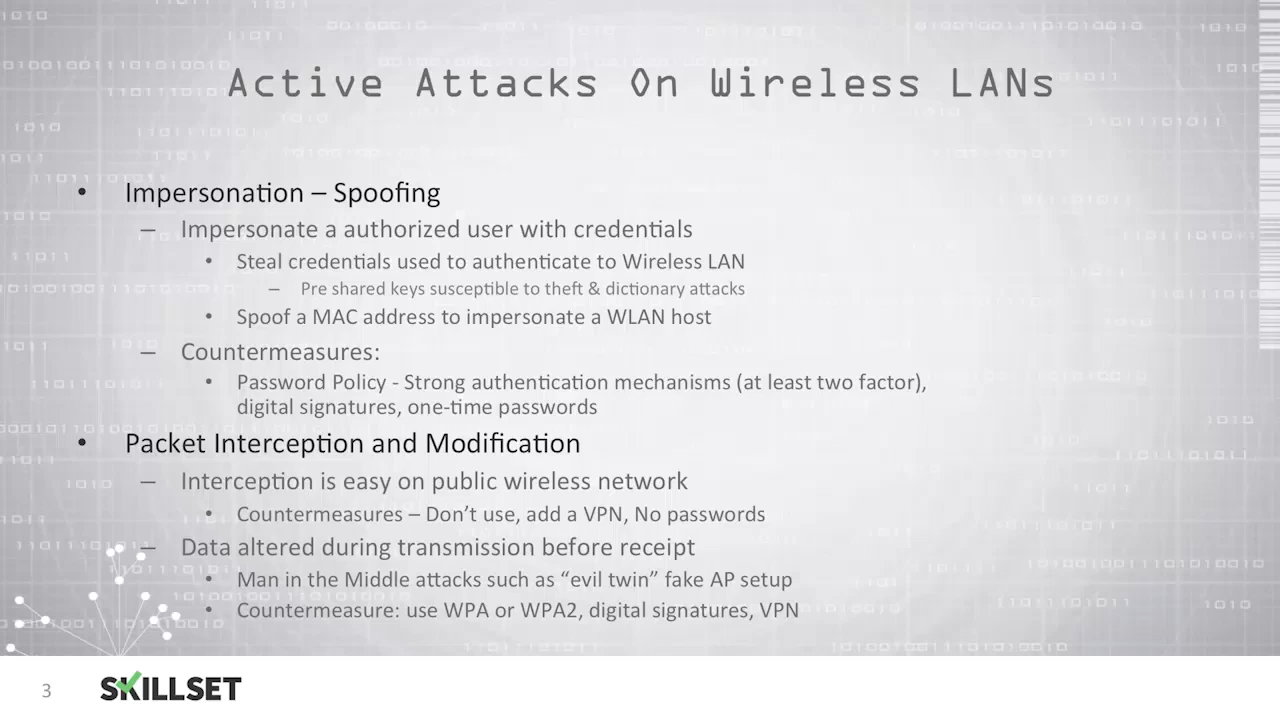 Active Attacks On Wireless LANs
• Impersonation – Spoofing
– Impersonate a authorized user with credentials
• Steal credentials used to authenticate to Wireless LAN
– Pre shared keys susceptible to theft & dictionary attacks
• Spoof a MAC address to impersonate a WLAN host
– Countermeasures:
• Password Policy - Strong authentication mechanisms (at least two factor),
digital signatures, one-time passwords
• Packet Interception and Modification
– Interception is easy on public wireless network
• Countermeasures – Don’t use, add a VPN, No passwords
– Data altered during transmission before receipt
• Man in the Middle attacks such as “evil twin” fake AP setup
• Countermeasure: use WPA or WPA2, digital signatures, VPN
3
SKILLSET